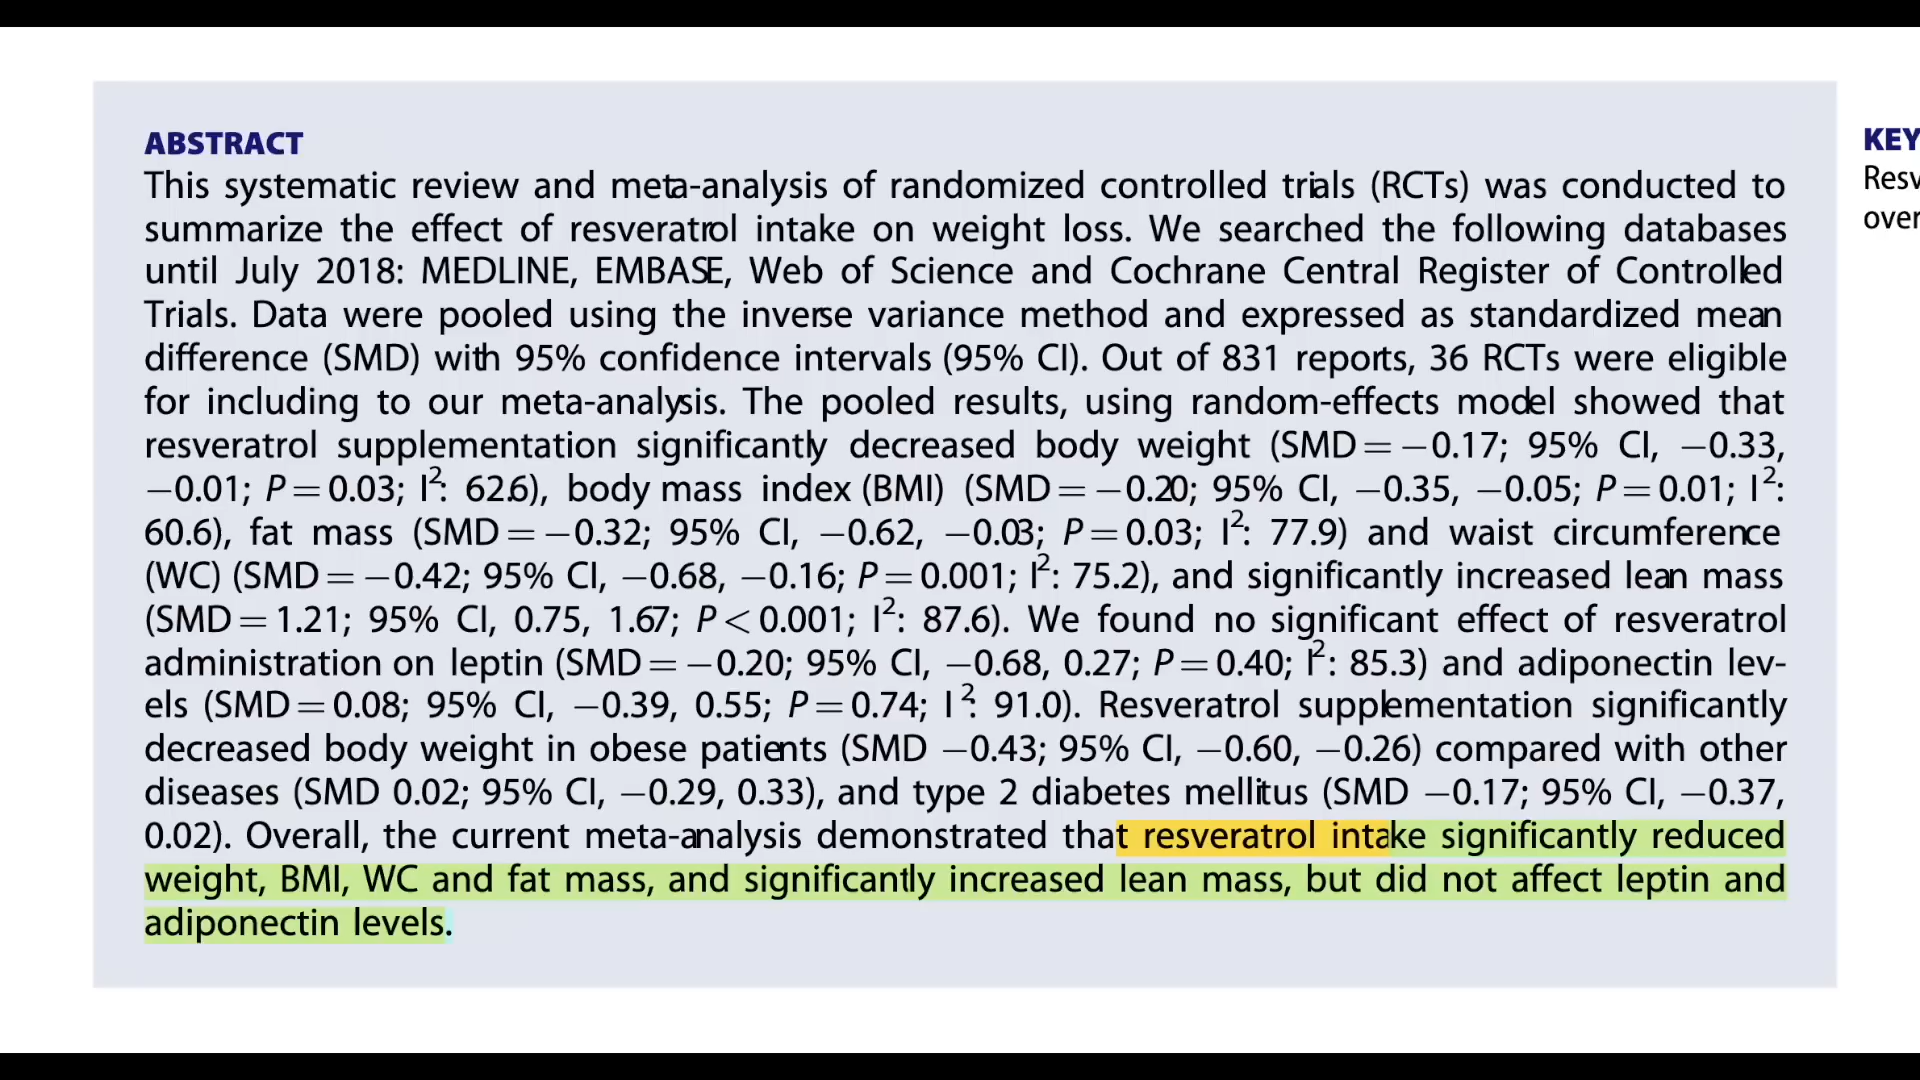 ABSTRACT
This systematic review and meta-analysis of randomized controlled trials (RCTs) was conducted to
summarize the effect of resveratrol intake on weight loss. We searched the following databases
until July 2018: MEDLINE, EMBASE, Web of Science and Cochrane Central Register of Controlled
Trials. Data were pooled using the inverse variance method and expressed as standardized mean
difference (SMD) with 95% confidence intervals (95% CI). Out of 831 reports, 36 RCTs were eligible
for including to our meta-analysis. The pooled results, using random-effects model showed that
resveratrol supplementation significantly decreased body weight (SMD = −0.17; 95% CI, −0.33,
−0.01; P = 0.03; I²: 62.6), body mass index (BMI) (SMD = −0.20; 95% CI, −0.35, −0.05; P = 0.01; I²:
60.6), fat mass (SMD = −0.32; 95% CI, −0.62, −0.03; P = 0.03; I²: 77.9) and waist circumference
(WC) (SMD = −0.42; 95% CI, −0.68, −0.16; P = 0.001; I²: 75.2), and significantly increased lean mass
(SMD = 1.21; 95% CI, 0.75, 1.67; P < 0.001; I²: 87.6). We found no significant effect of resveratrol
administration on leptin (SMD = −0.20; 95% CI, −0.68, 0.27; P = 0.40; I²: 85.3) and adiponectin lev-
els (SMD = 0.08; 95% CI, −0.39, 0.55; P = 0.74; I²: 91.0). Resveratrol supplementation significantly
decreased body weight in obese patients (SMD −0.43; 95% CI, −0.60, −0.26) compared with other
diseases (SMD 0.02; 95% CI, −0.29, 0.33), and type 2 diabetes mellitus (SMD −0.17; 95% CI, −0.37,
0.02). Overall, the current meta-analysis demonstrated that resveratrol intake significantly reduced
weight, BMI, WC and fat mass, and significantly increased lean mass, but did not affect leptin and
adiponectin levels.
KEY
Resv
over